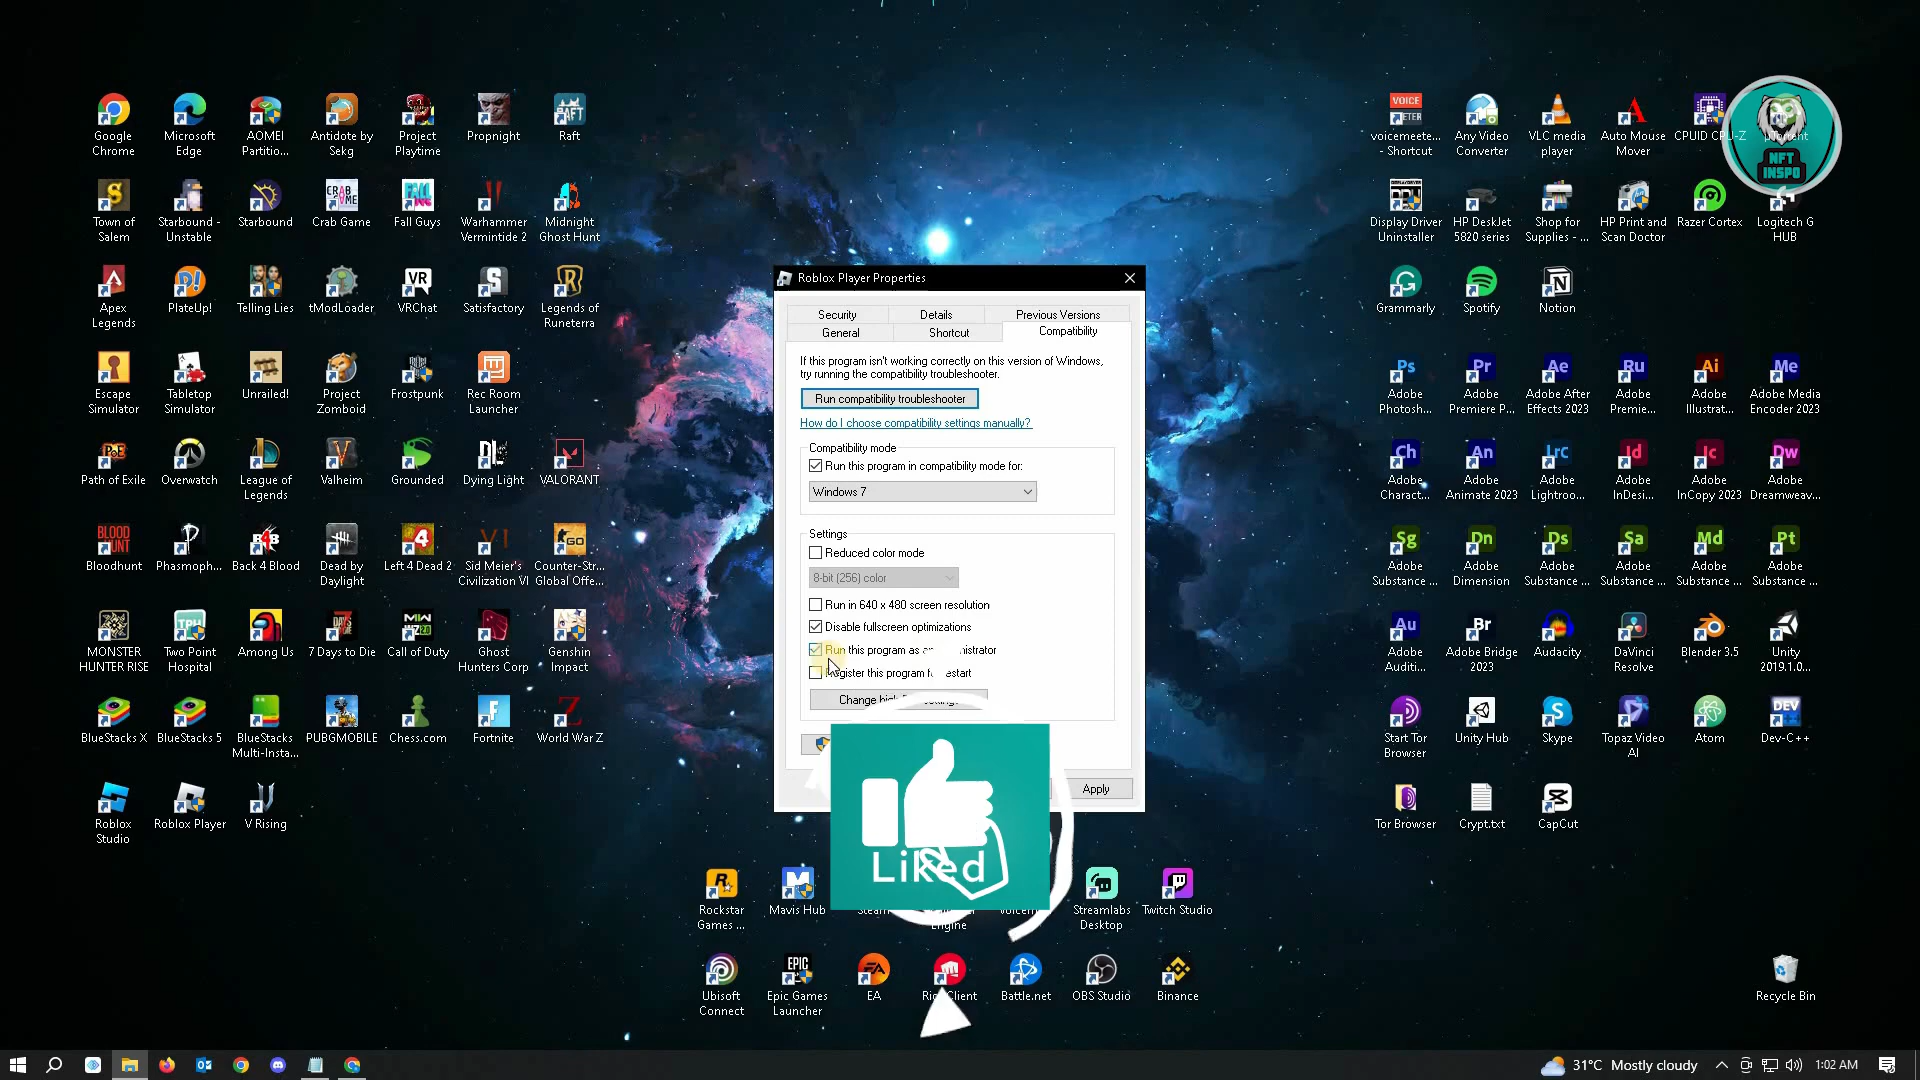 Google
Chrome
Microsoft
Edge
AOMEI
Partitio...
Antidote by
Sekg
Project
Playtime
Propnight
Raft
Town of
Salem
Starbound -
Unstable
Starbound
Crab Game
Fall Guys
Warhammer
Vermintide 2
Midnight
Ghost Hunt
Apex
Legends
PlateUp!
Telling Lies
tModLoader
VRChat
Satisfactory
Legends of
Runeterra
Escape
Simulator
Tabletop
Simulator
Unrailed!
Project
Zomboid
Frostpunk
Rec Room
Launcher
Path of Exile
Overwatch
League of
Legends
Valheim
Grounded
Dying Light
VALORANT
Bloodhunt
Phasmoph...
Back 4 Blood
Dead by
Daylight
Left 4 Dead 2
Sid Meier's
Civilization VI
Counter-Str...
Global Offe...
MONSTER
HUNTER RISE
Two Point
Hospital
Among Us
7 Days to Die
Call of Duty
Ghost
Hunters Corp
Genshin
Impact
BlueStacks X
BlueStacks 5
BlueStacks
Multi-Insta...
PUBGMOBILE
Chess.com
Fortnite
World War Z
Roblox
Studio
Roblox Player
V Rising
Roblox Player Properties
Security
Details
Previous Versions
General
Shortcut
Compatibility
If this program isn't working correctly on this version of Windows,
try running the compatibility troubleshooter.
Run compatibility troubleshooter
How do I choose compatibility settings manually?
Compatibility mode
Run this program in compatibility mode for:
Windows 7
Settings
Reduced color mode
8-bit (256) color
Run in 640 x 480 screen resolution
Disable fullscreen optimizations
Run this program as
Register this program
Change
Apply
Liked
voicemeete...
- Shortcut
Any Video
Converter
VLC media
player
Auto Mouse
Mover
CPUID CPU-Z
µTorrent
NFT
INSPO
Display Driver
Uninstaller
HP DeskJet
5820 series
Shop for
Supplies - ...
HP Print and
Scan Doctor
Razer Cortex
Logitech G
HUB
Grammarly
Spotify
Notion
Adobe
Photosh...
Adobe
Premiere P...
Adobe After
Effects 2023
Adobe
Premie...
Adobe
Illustrat...
Adobe Media
Encoder 2023
Adobe
Charact...
Adobe
Animate 2023
Adobe
Lightroo...
Adobe
InDesi...
Adobe
InCopy 2023
Adobe
Dreamweav...
Adobe
Substance ...
Adobe
Dimension
Adobe
Substance ...
Adobe
Substance ...
Adobe
Substance ...
Adobe
Substance ...
Adobe
Auditi...
Adobe Bridge
2023
Audacity
DaVinci
Resolve
Blender 3.5
Unity
2019.1.0...
Start Tor
Browser
Unity Hub
Skype
Topaz Video
AI
Atom
Dev-C++
Tor Browser
Crypt.txt
CapCut
Rockstar
Games ...
Mavis Hub
Steam
Engine
Streamlabs
Desktop
Twitch Studio
Ubisoft
Connect
Epic Games
Launcher
EA
Client
Battle.net
OBS Studio
Binance
Recycle Bin
31°C Mostly cloudy
1:02 AM